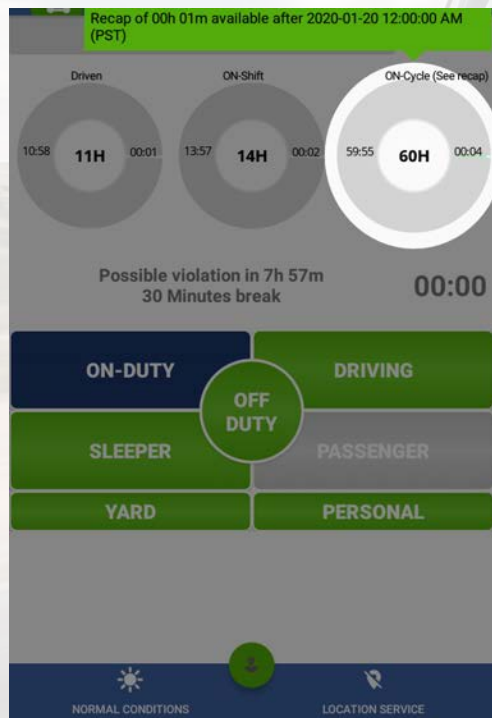 Recap of 00h 01m available after 2020-01-20 12:00:00 AM
(PST)
Driven
ON-Shift
ON-Cycle (See recap)
10:58 11H 00:01
13:57 14H 00:02
59:55 60H 00:04
Possible violation in 7h 57m
30 Minutes break
00:00
ON-DUTY
DRIVING
OFF
DUTY
SLEEPER
PASSENGER
YARD
PERSONAL
NORMAL CONDITIONS
LOCATION SERVICE